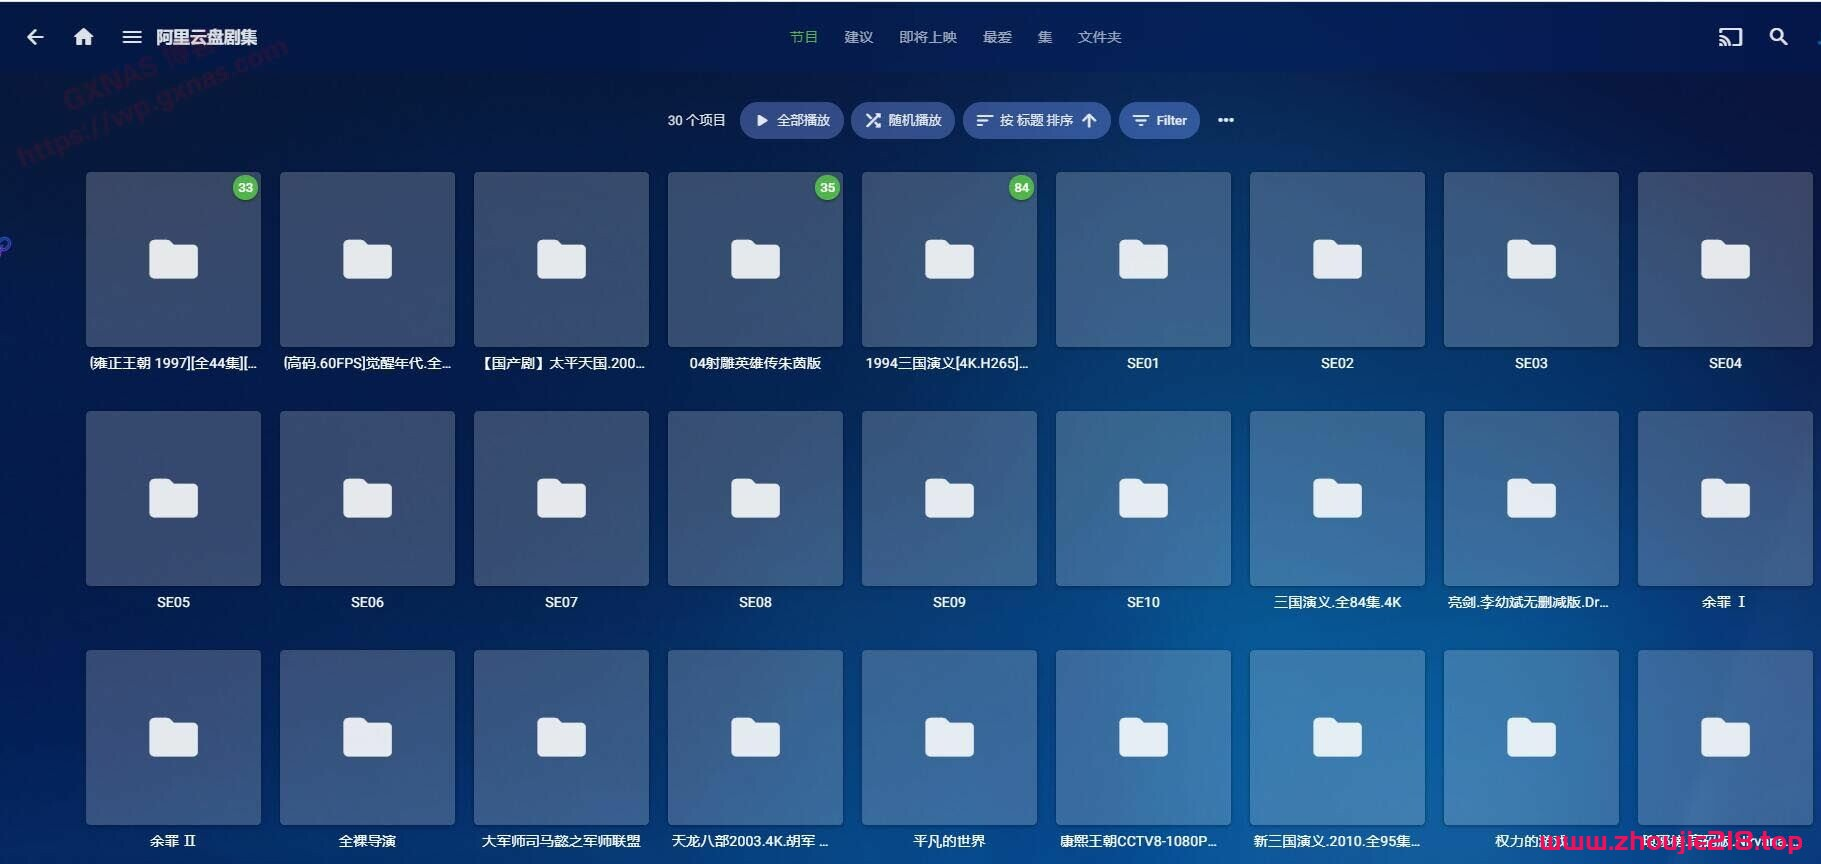 阿里云盘剧集
节目 建议 即将上映 最爱 集 文件夹
GXNAS 博客
https://wp.gxnas.com
30 个项目 全部播放 随机播放 按 标题 排序 Filter
33 35 84
(雍正王朝 1997][全44集][... (高码.60FPS]觉醒年代.全... 【国产剧】太平天国.200... 04射雕英雄传朱茵版 1994三国演义[4K.H265]... SE01 SE02 SE03 SE04
SE05 SE06 SE07 SE08 SE09 SE10 三国演义.全84集.4K 亮剑.李幼斌无删减版.Dr... 余罪 Ⅰ
余罪 Ⅱ 全裸导演 大军师司马懿之军师联盟 天龙八部2003.4K.胡军 ... 平凡的世界 康熙王朝CCTV8-1080P... 新三国演义.2010.全95集... 权力的游戏
www.zhoujie218.top